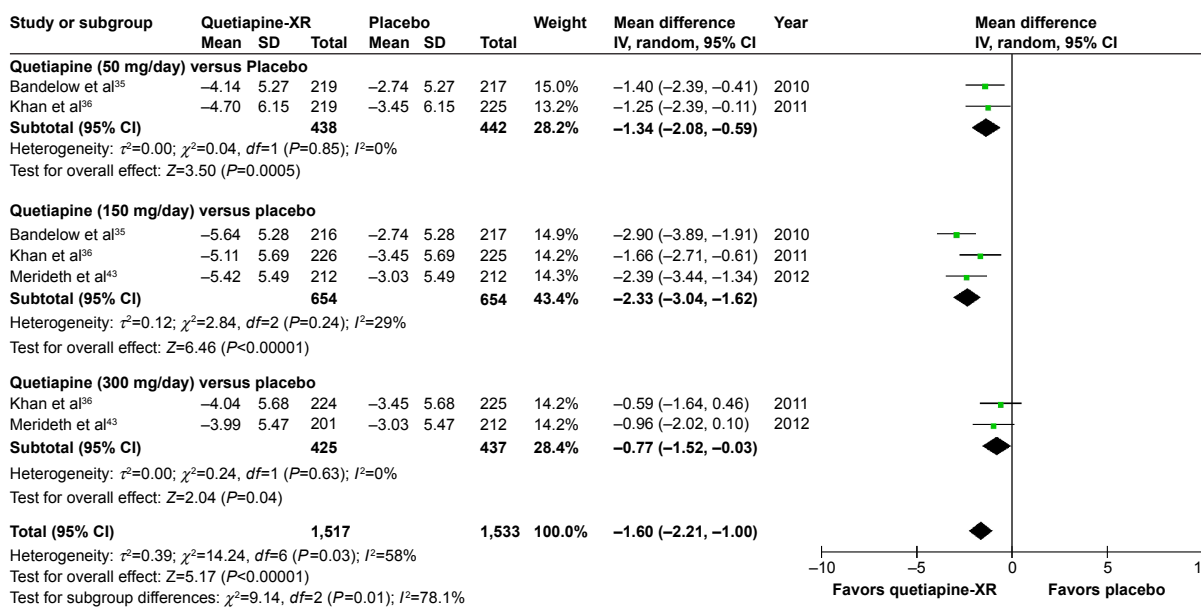 Study or subgroup Quetiapine-XR Placebo Weight Mean difference Year Mean difference
Mean SD Total Mean SD Total IV, random, 95% CI IV, random, 95% CI
Quetiapine (50 mg/day) versus Placebo
Bandelow et al³⁵ –4.14 5.27 219 –2.74 5.27 217 15.0% –1.40 (–2.39, –0.41) 2010
Khan et al³⁶ –4.70 6.15 219 –3.45 6.15 225 13.2% –1.25 (–2.39, –0.11) 2011
Subtotal (95% CI) 438 442 28.2% –1.34 (–2.08, –0.59)
Heterogeneity: τ²=0.00; χ²=0.04, df=1 (P=0.85); I²=0%
Test for overall effect: Z=3.50 (P=0.0005)
Quetiapine (150 mg/day) versus placebo
Bandelow et al³⁵ –5.64 5.28 216 –2.74 5.28 217 14.9% –2.90 (–3.89, –1.91) 2010
Khan et al³⁶ –5.11 5.69 226 –3.45 5.69 225 14.2% –1.66 (–2.71, –0.61) 2011
Merideth et al⁴³ –5.42 5.49 212 –3.03 5.49 212 14.3% –2.39 (–3.44, –1.34) 2012
Subtotal (95% CI) 654 654 43.4% –2.33 (–3.04, –1.62)
Heterogeneity: τ²=0.12; χ²=2.84, df=2 (P=0.24); I²=29%
Test for overall effect: Z=6.46 (P<0.00001)
Quetiapine (300 mg/day) versus placebo
Khan et al³⁶ –4.04 5.68 224 –3.45 5.68 225 14.2% –0.59 (–1.64, 0.46) 2011
Merideth et al⁴³ –3.99 5.47 201 –3.03 5.47 212 14.2% –0.96 (–2.02, 0.10) 2012
Subtotal (95% CI) 425 437 28.4% –0.77 (–1.52, –0.03)
Heterogeneity: τ²=0.00; χ²=0.24, df=1 (P=0.63); I²=0%
Test for overall effect: Z=2.04 (P=0.04)
Total (95% CI) 1,517 1,533 100.0% –1.60 (–2.21, –1.00)
Heterogeneity: τ²=0.39; χ²=14.24, df=6 (P=0.03); I²=58%
Test for overall effect: Z=5.17 (P<0.00001)
Test for subgroup differences: χ²=9.14, df=2 (P=0.01); I²=78.1%
–10 –5 0 5
Favors quetiapine-XR Favors placebo